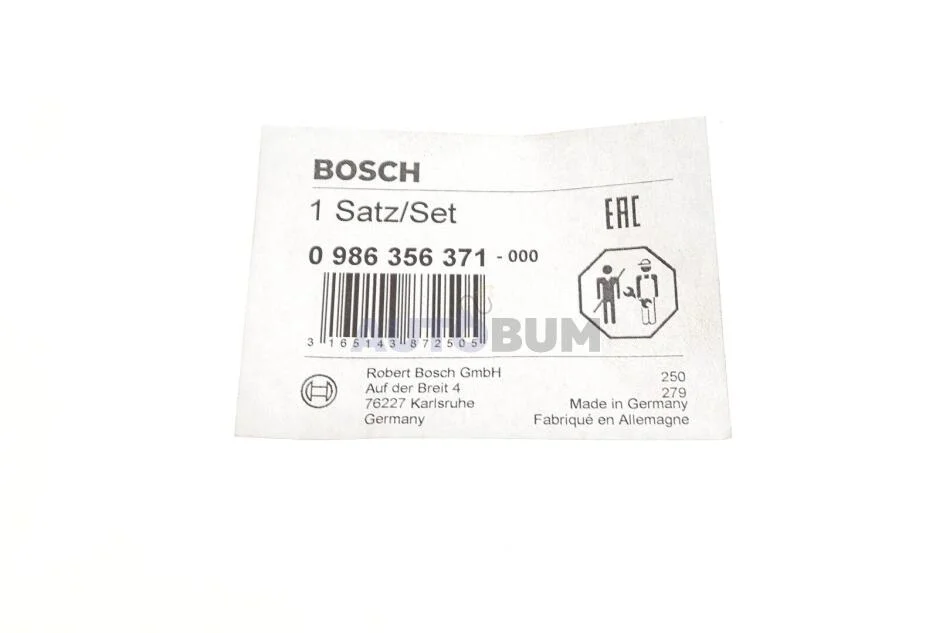 BOSCH
1 Satz/Set
EAC
0 986 356 371 - 000
3 165143 872505
AUTOBUM
Robert Bosch GmbH
Auf der Breit 4
76227 Karlsruhe
Germany
250
279
Made in Germany
Fabriqué en Allemagne